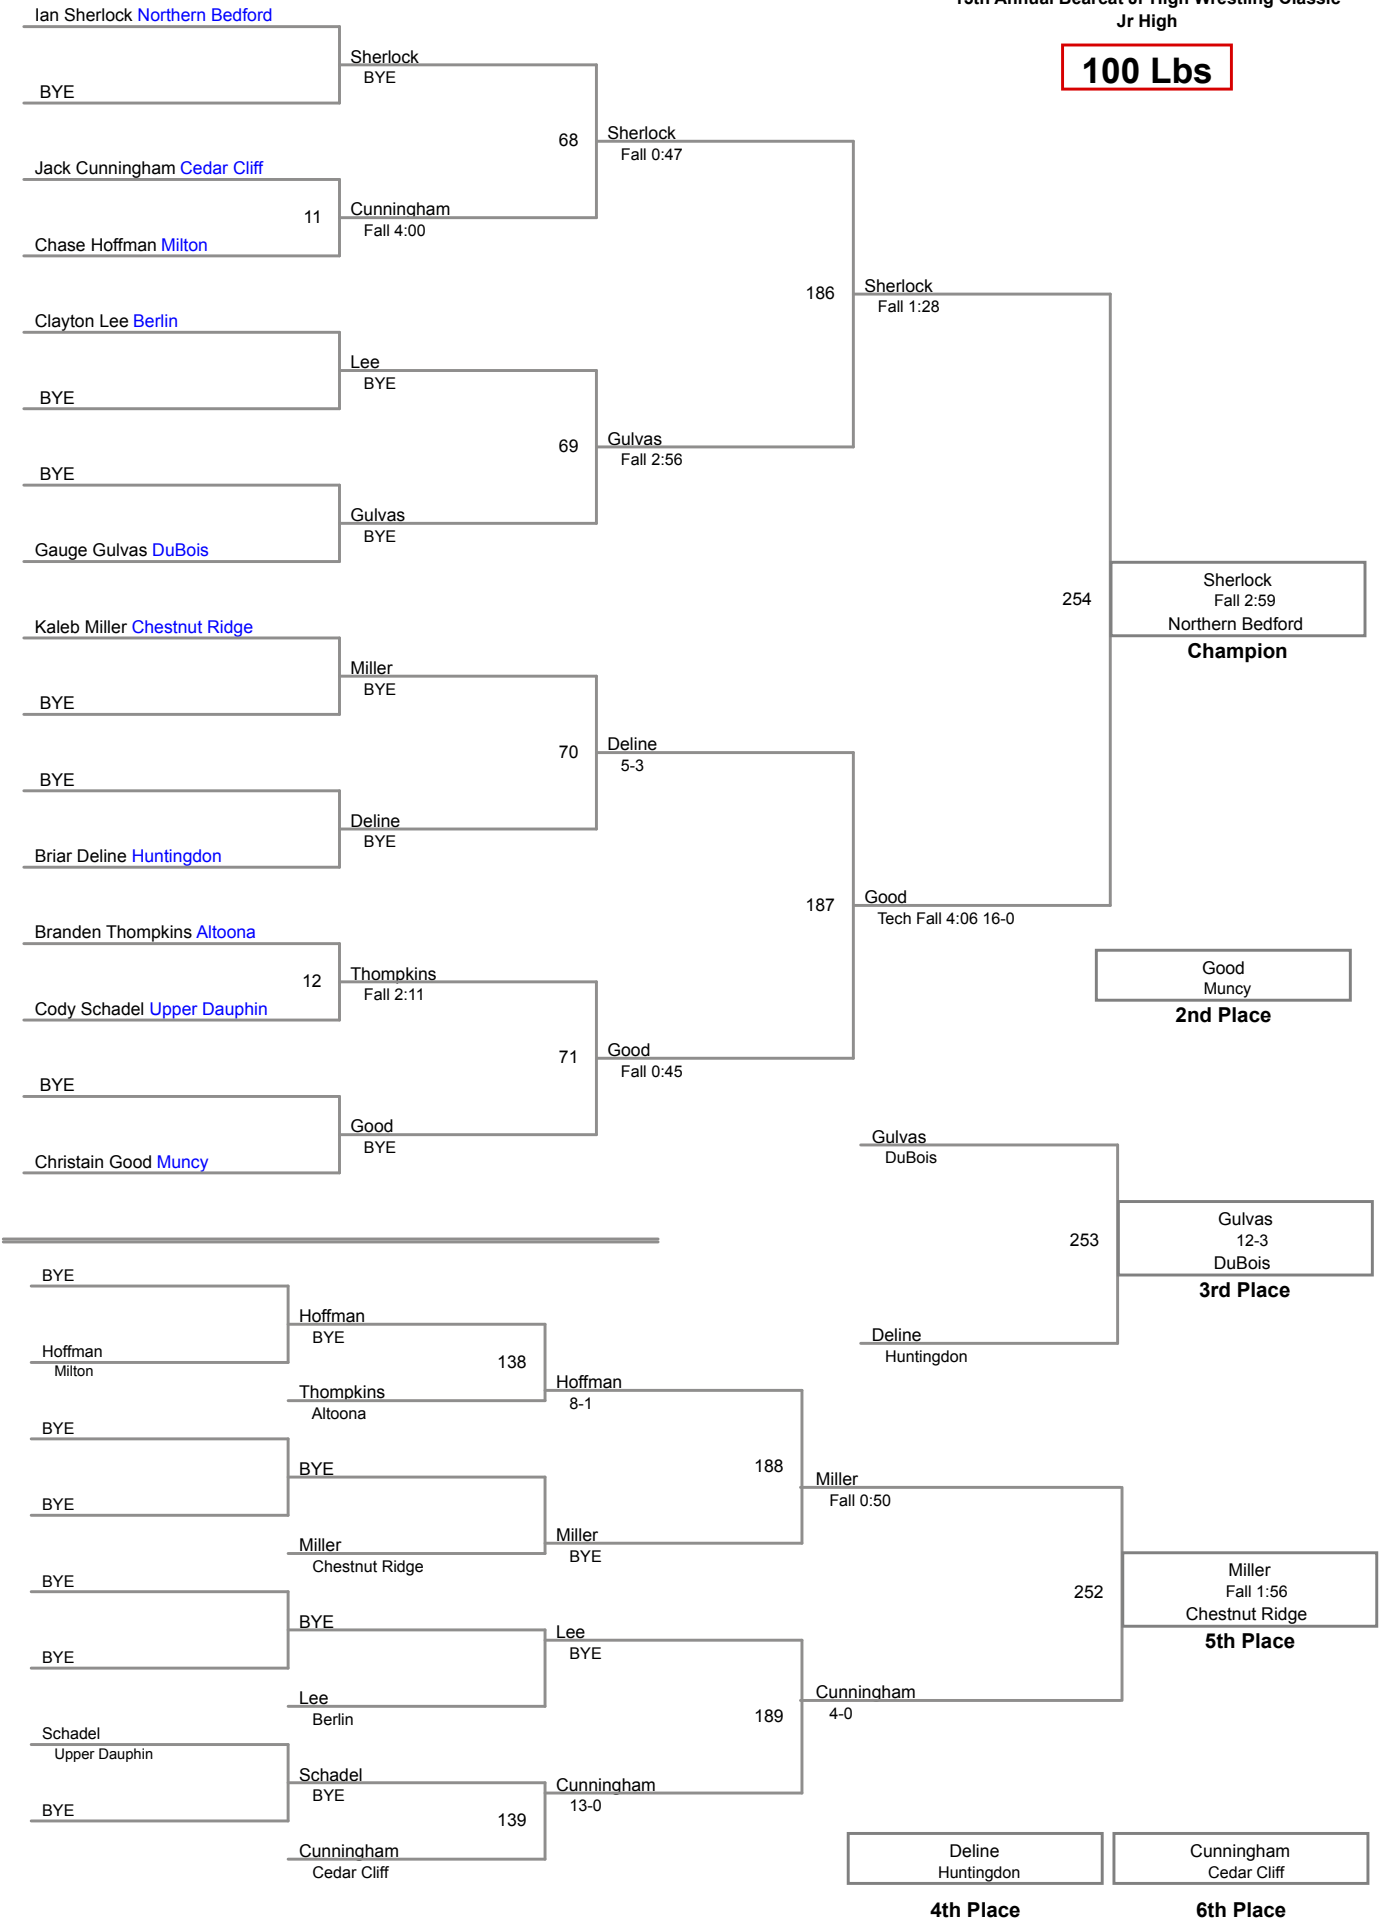 15th Annual Bearcat Jr High Wrestling Classic
Jr High
100 Lbs
Ian Sherlock Northern Bedford
BYE
Sherlock
BYE
Jack Cunningham Cedar Cliff
11
Chase Hoffman Milton
Cunningham
Fall 4:00
68
Sherlock
Fall 0:47
Clayton Lee Berlin
BYE
Lee
BYE
BYE
Gauge Gulvas DuBois
Gulvas
BYE
69
Gulvas
Fall 2:56
186
Sherlock
Fall 1:28
Kaleb Miller Chestnut Ridge
BYE
Miller
BYE
BYE
Briar Deline Huntingdon
Deline
BYE
70
Deline
5-3
Branden Thompkins Altoona
12
Cody Schadel Upper Dauphin
Thompkins
Fall 2:11
BYE
Christain Good Muncy
Good
BYE
71
Good
Fall 0:45
187
Good
Tech Fall 4:06 16-0
254
Sherlock
Fall 2:59
Northern Bedford
Champion
Good
Muncy
2nd Place
Gulvas
DuBois
253
Deline
Huntingdon
Gulvas
12-3
DuBois
3rd Place
BYE
Hoffman
Milton
Hoffman
BYE
138
Thompkins
Altoona
Hoffman
8-1
BYE
BYE
BYE
Miller
Chestnut Ridge
Miller
BYE
188
Miller
Fall 0:50
BYE
BYE
BYE
Lee
Berlin
Lee
BYE
Schadel
Upper Dauphin
BYE
Schadel
BYE
139
Cunningham
Cedar Cliff
Cunningham
13-0
189
Cunningham
4-0
252
Miller
Fall 1:56
Chestnut Ridge
5th Place
Deline
Huntingdon
4th Place
Cunningham
Cedar Cliff
6th Place